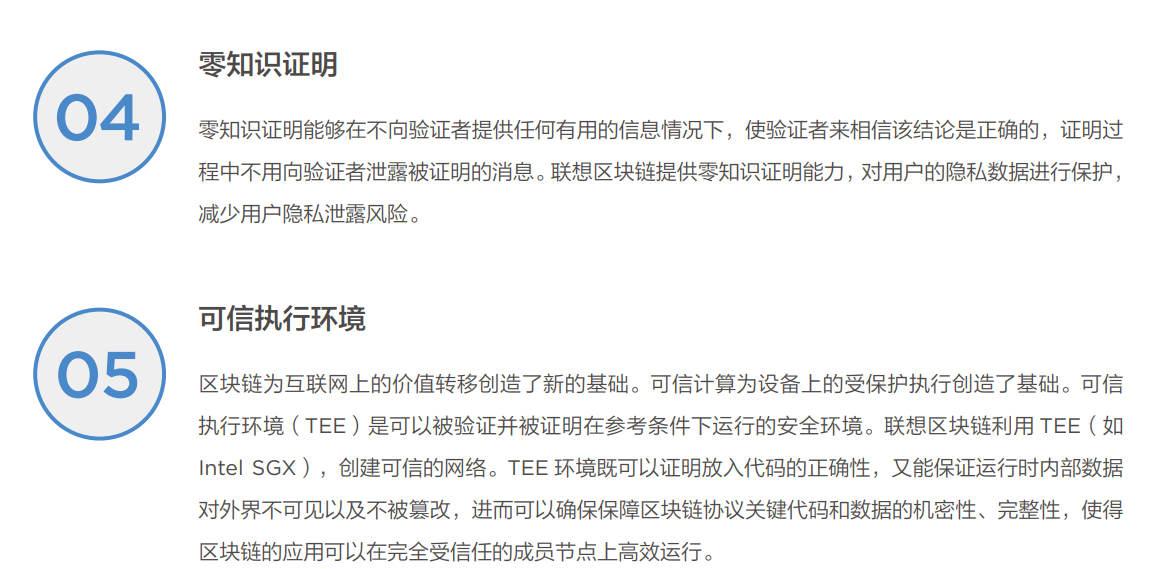 04
零知识证明
零知识证明能够在不向验证者提供任何有用的信息情况下，使验证者来相信该结论是正确的，证明过
程中不用向验证者泄露被证明的消息。联想区块链提供零知识证明能力，对用户的隐私数据进行保护，
减少用户隐私泄露风险。
05
可信执行环境
区块链为互联网上的价值转移创造了新的基础。可信计算为设备上的受保护执行创造了基础。可信
执行环境（TEE）是可以被验证并被证明在参考条件下运行的安全环境。联想区块链利用 TEE（如
Intel SGX），创建可信的网络。TEE 环境既可以证明放入代码的正确性，又能保证运行时内部数据
对外界不可见以及不被篡改，进而可以确保保障区块链协议关键代码和数据的机密性、完整性，使得
区块链的应用可以在完全受信任的成员节点上高效运行。